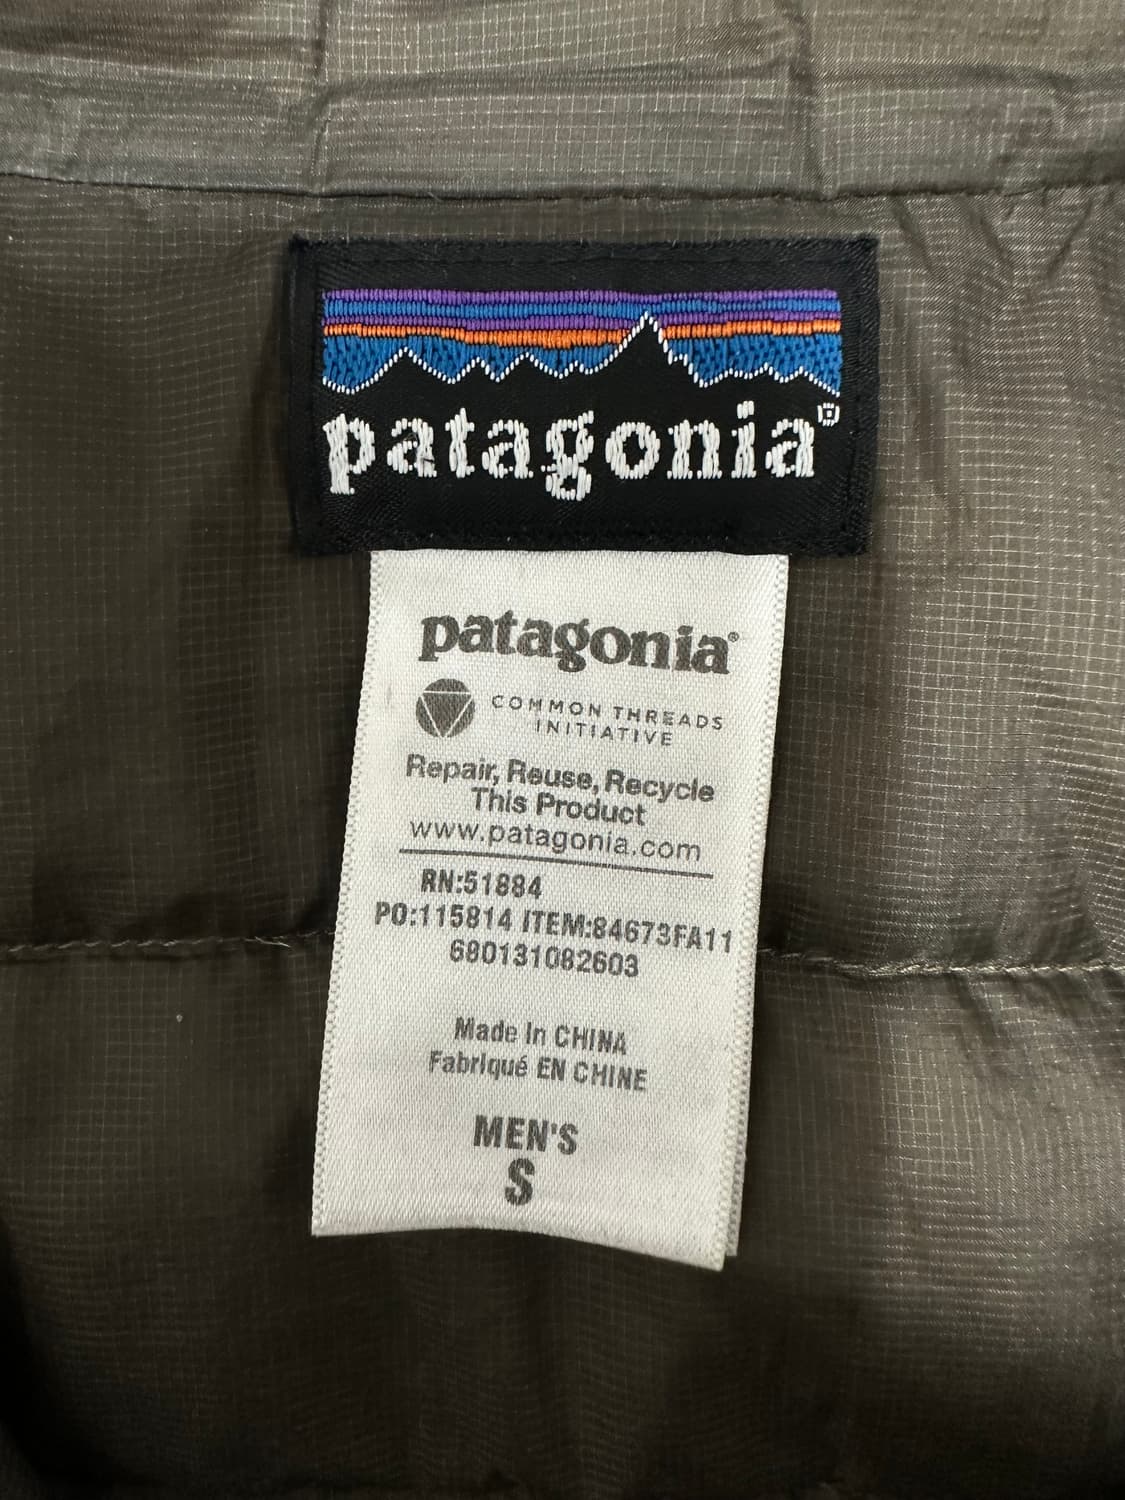 patagonia®
patagonia®
COMMON THREADS
INITIATIVE
Repair, Reuse, Recycle
This Product
www.patagonia.com
RN:51884
PO:115814 ITEM:84673FA11
680131082603
Made In CHINA
Fabriqué EN CHINE
MEN'S
S